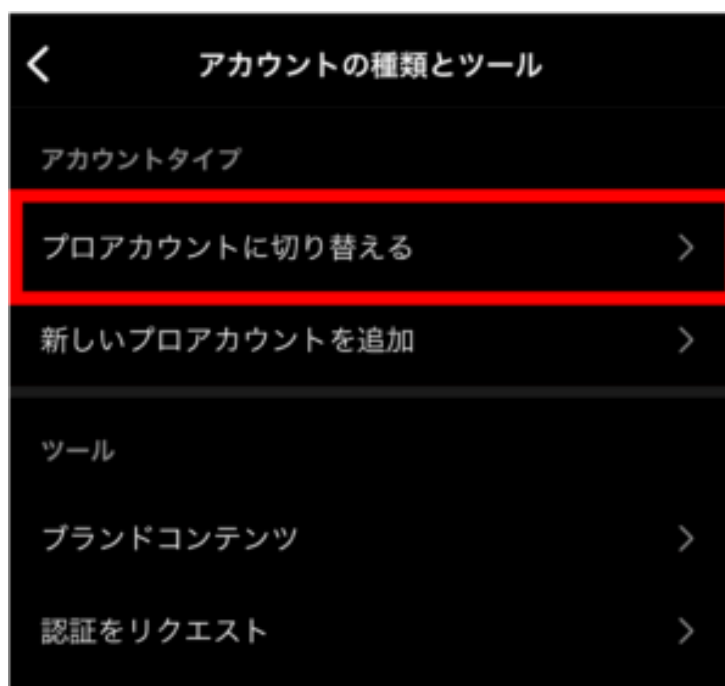 アカウントの種類とツール
アカウントタイプ
プロアカウントに切り替える
新しいプロアカウントを追加
ツール
ブランドコンテンツ
認証をリクエスト